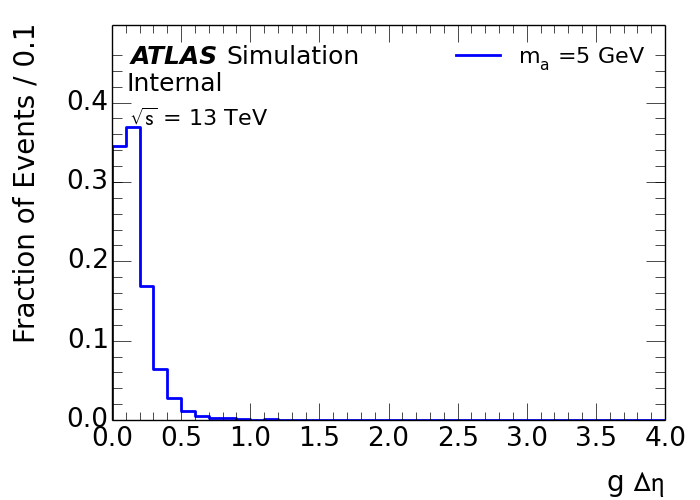 ATLAS Simulation
Internal
√s = 13 TeV
mₐ =5 GeV
Fraction of Events / 0.1
0.4
0.3
0.2
0.1
0.0
0.0 0.5 1.0 1.5 2.0 2.5 3.0 3.5 4.0
g Δη